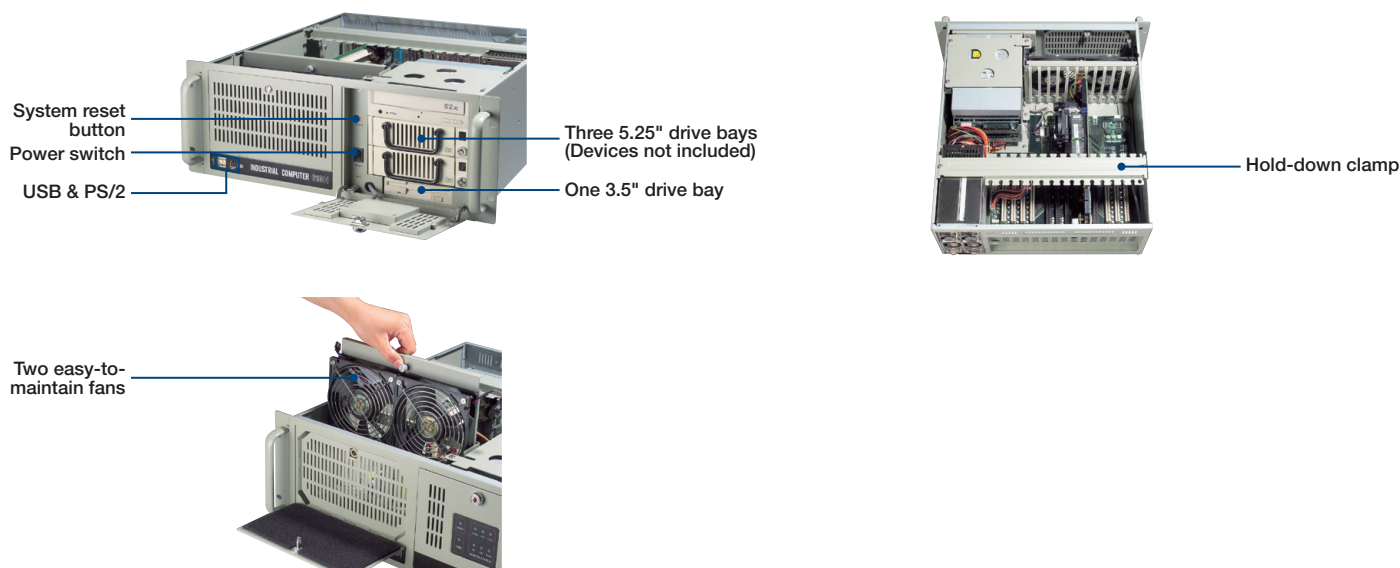 System reset
button
Power switch
USB & PS/2
52x
INDUSTRIAL COMPUTER
Three 5.25" drive bays
(Devices not included)
One 3.5" drive bay
Hold-down clamp
Two easy-to-
maintain fans